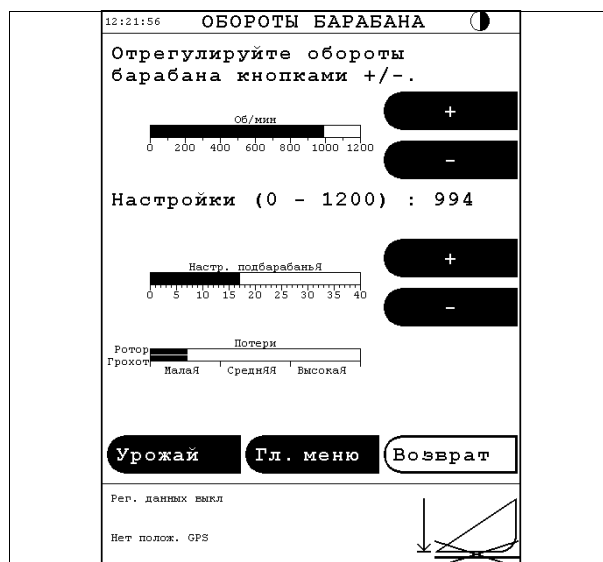 12:21:56 ОБОРОТЫ БАРАБАНА
Отрегулируйте обороты
барабана кнопками +/-.
+
Об/мин
0 200 400 600 800 1000 1200
-
Настройки (0 - 1200) : 994
+
Настр. подбарабаньЯ
0 5 10 15 20 25 30 35 40
-
Потери
Ротор
Грохот
МалаЯ СреднЯЯ ВысокаЯ
Урожай Гл. меню Возврат
Рег. данных выкл
Нет полож. GPS